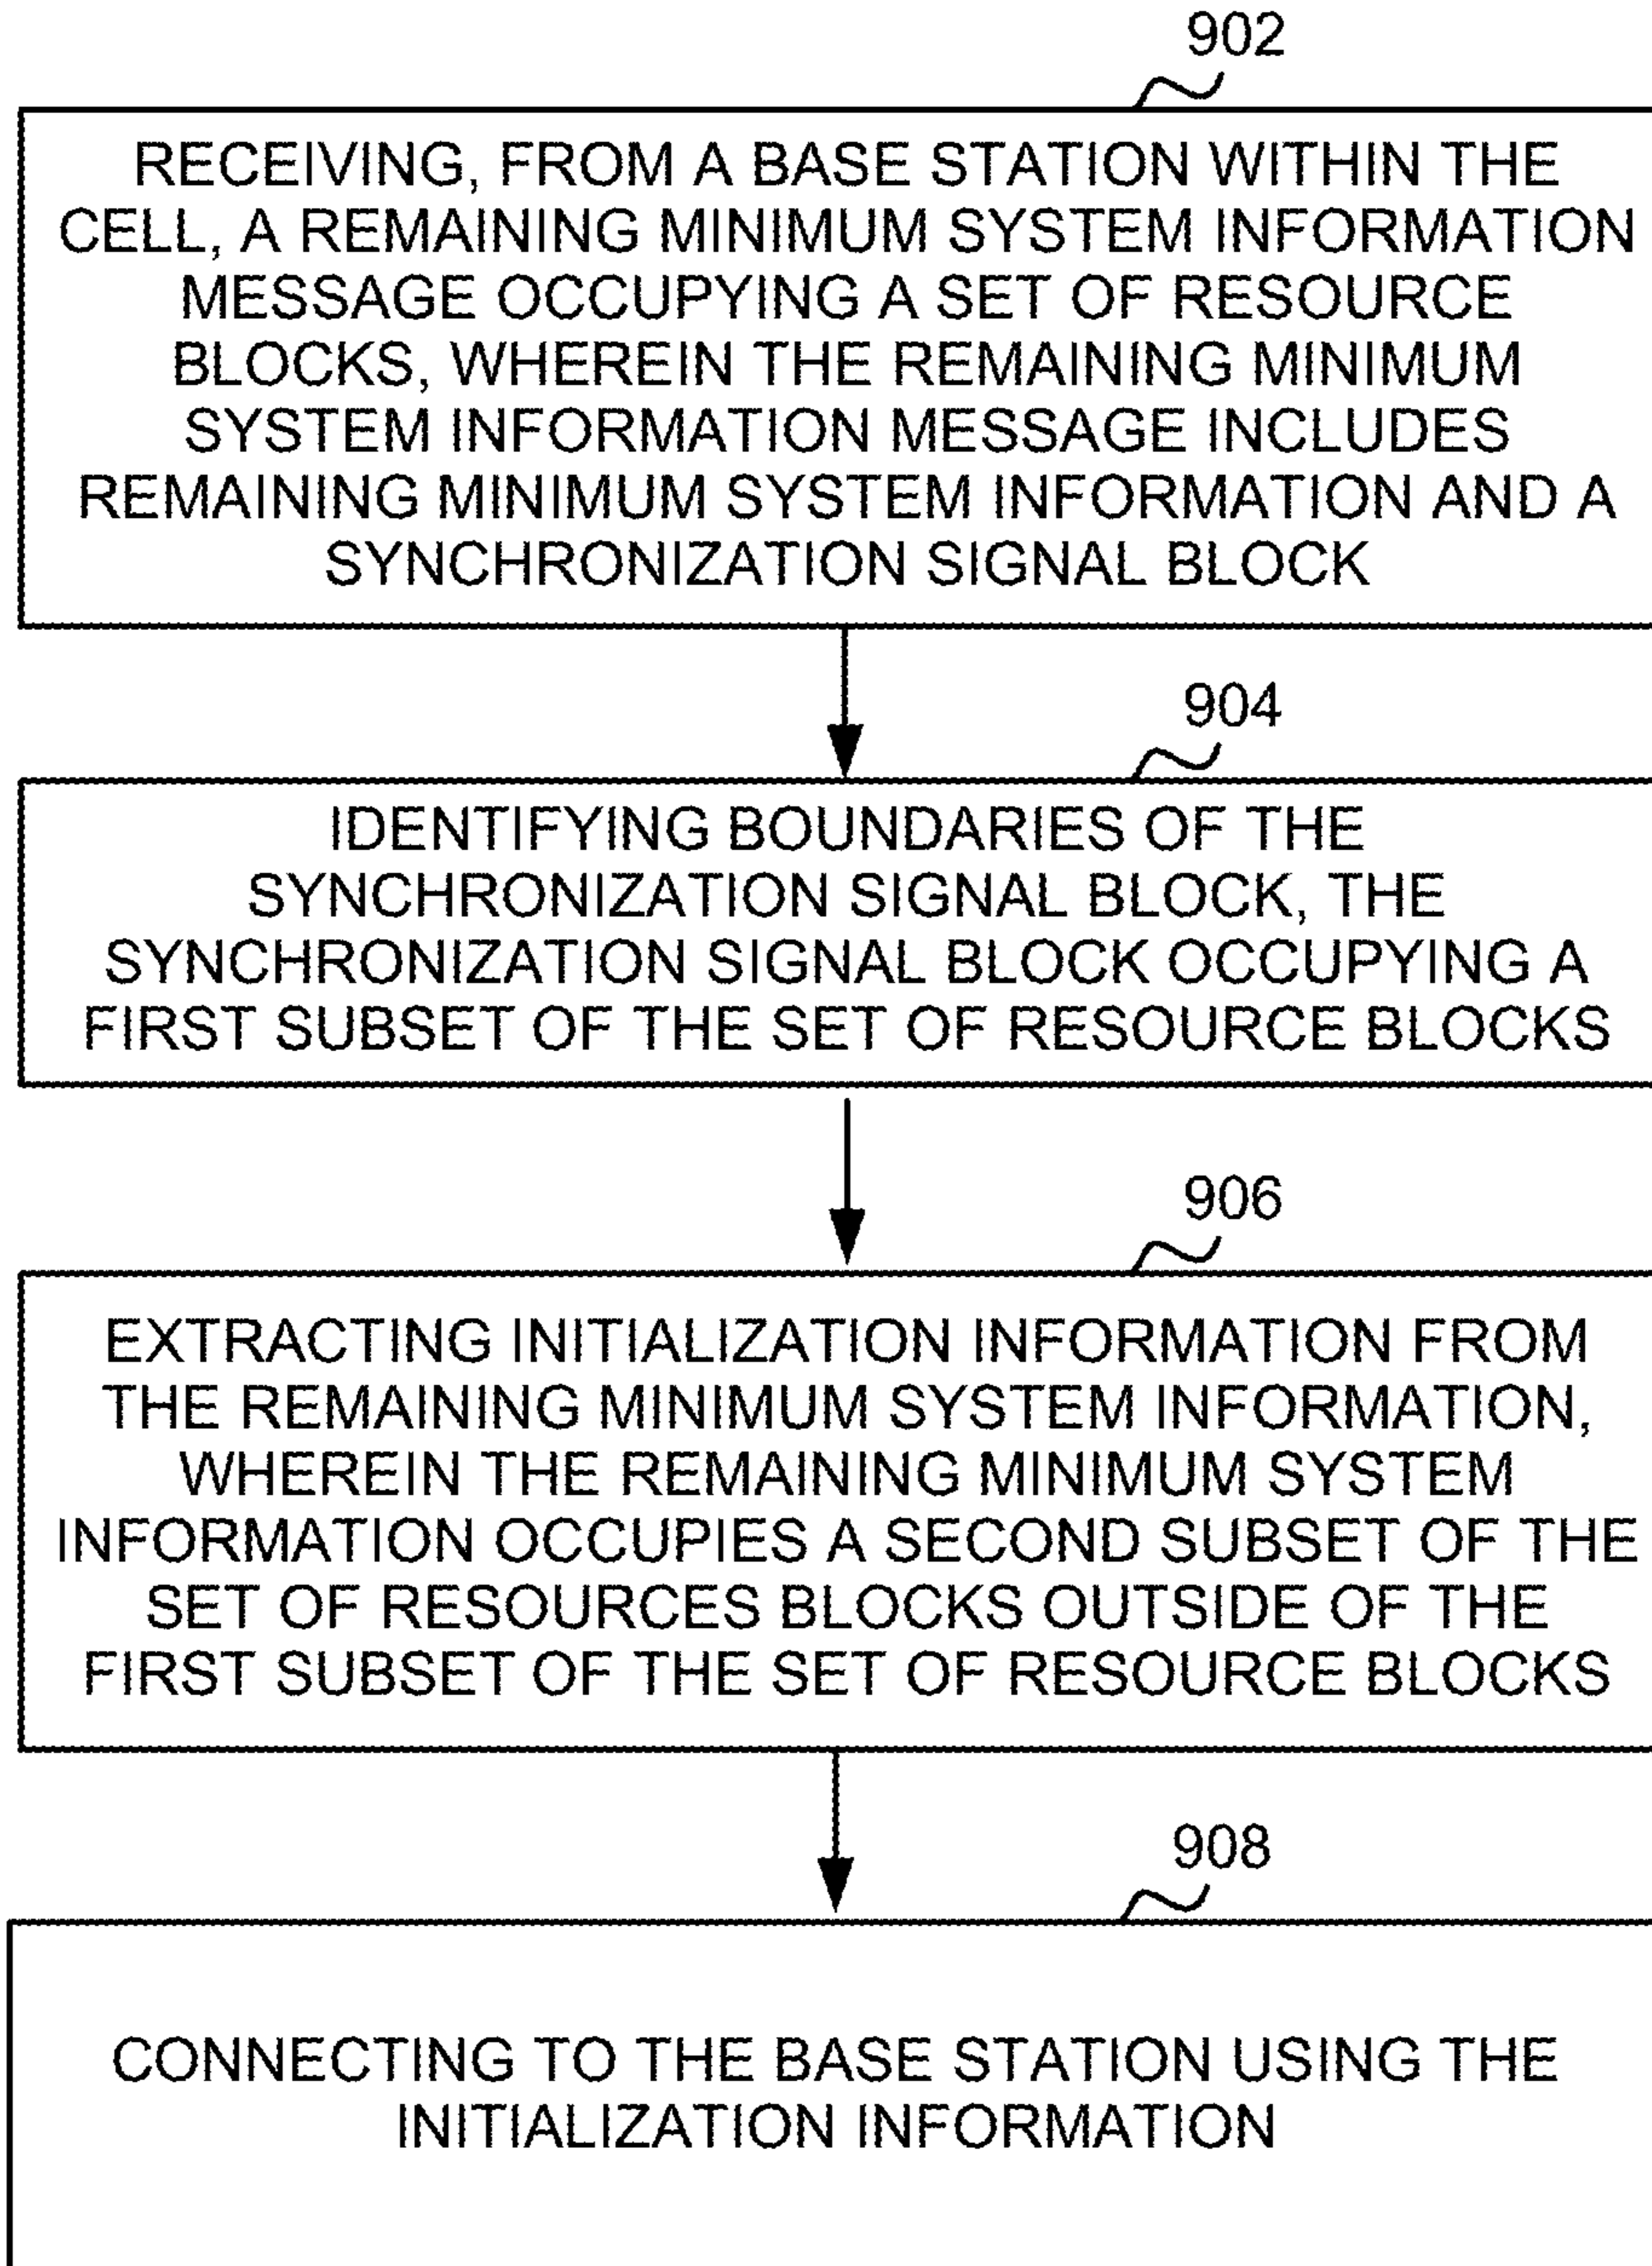 902
RECEIVING, FROM A BASE STATION WITHIN THE
CELL, A REMAINING MINIMUM SYSTEM INFORMATION
MESSAGE OCCUPYING A SET OF RESOURCE
BLOCKS, WHEREIN THE REMAINING MINIMUM
SYSTEM INFORMATION MESSAGE INCLUDES
REMAINING MINIMUM SYSTEM INFORMATION AND A
SYNCHRONIZATION SIGNAL BLOCK
904
IDENTIFYING BOUNDARIES OF THE
SYNCHRONIZATION SIGNAL BLOCK, THE
SYNCHRONIZATION SIGNAL BLOCK OCCUPYING A
FIRST SUBSET OF THE SET OF RESOURCE BLOCKS
906
EXTRACTING INITIALIZATION INFORMATION FROM
THE REMAINING MINIMUM SYSTEM INFORMATION,
WHEREIN THE REMAINING MINIMUM SYSTEM
INFORMATION OCCUPIES A SECOND SUBSET OF THE
SET OF RESOURCES BLOCKS OUTSIDE OF THE
FIRST SUBSET OF THE SET OF RESOURCE BLOCKS
908
CONNECTING TO THE BASE STATION USING THE
INITIALIZATION INFORMATION